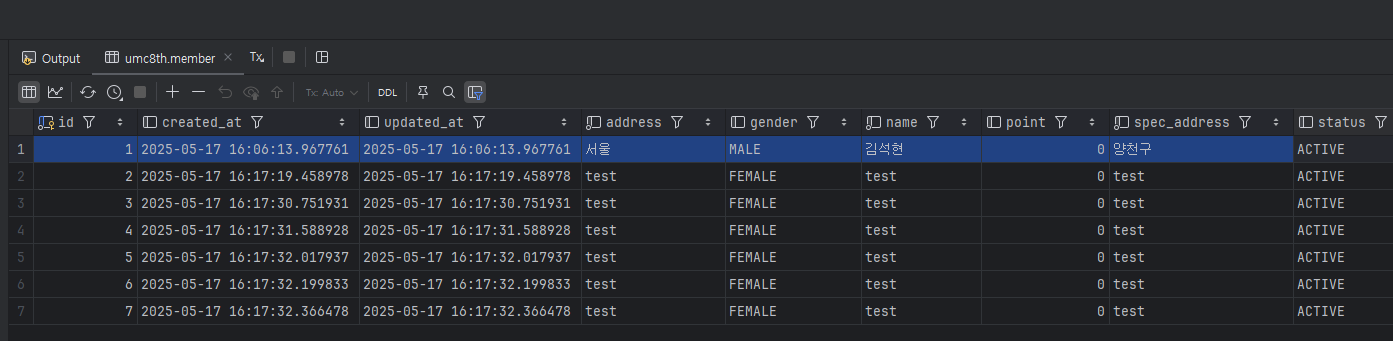 Output umc8th.member Tx
Tx: Auto DDL
id created_at updated_at address gender name point spec_address status
1 1 2025-05-17 16:06:13.967761 2025-05-17 16:06:13.967761 서울 MALE 김석현 0 양천구 ACTIVE
2 2 2025-05-17 16:17:19.458978 2025-05-17 16:17:19.458978 test FEMALE test 0 test ACTIVE
3 3 2025-05-17 16:17:30.751931 2025-05-17 16:17:30.751931 test FEMALE test 0 test ACTIVE
4 4 2025-05-17 16:17:31.588928 2025-05-17 16:17:31.588928 test FEMALE test 0 test ACTIVE
5 5 2025-05-17 16:17:32.017937 2025-05-17 16:17:32.017937 test FEMALE test 0 test ACTIVE
6 6 2025-05-17 16:17:32.199833 2025-05-17 16:17:32.199833 test FEMALE test 0 test ACTIVE
7 7 2025-05-17 16:17:32.366478 2025-05-17 16:17:32.366478 test FEMALE test 0 test ACTIVE